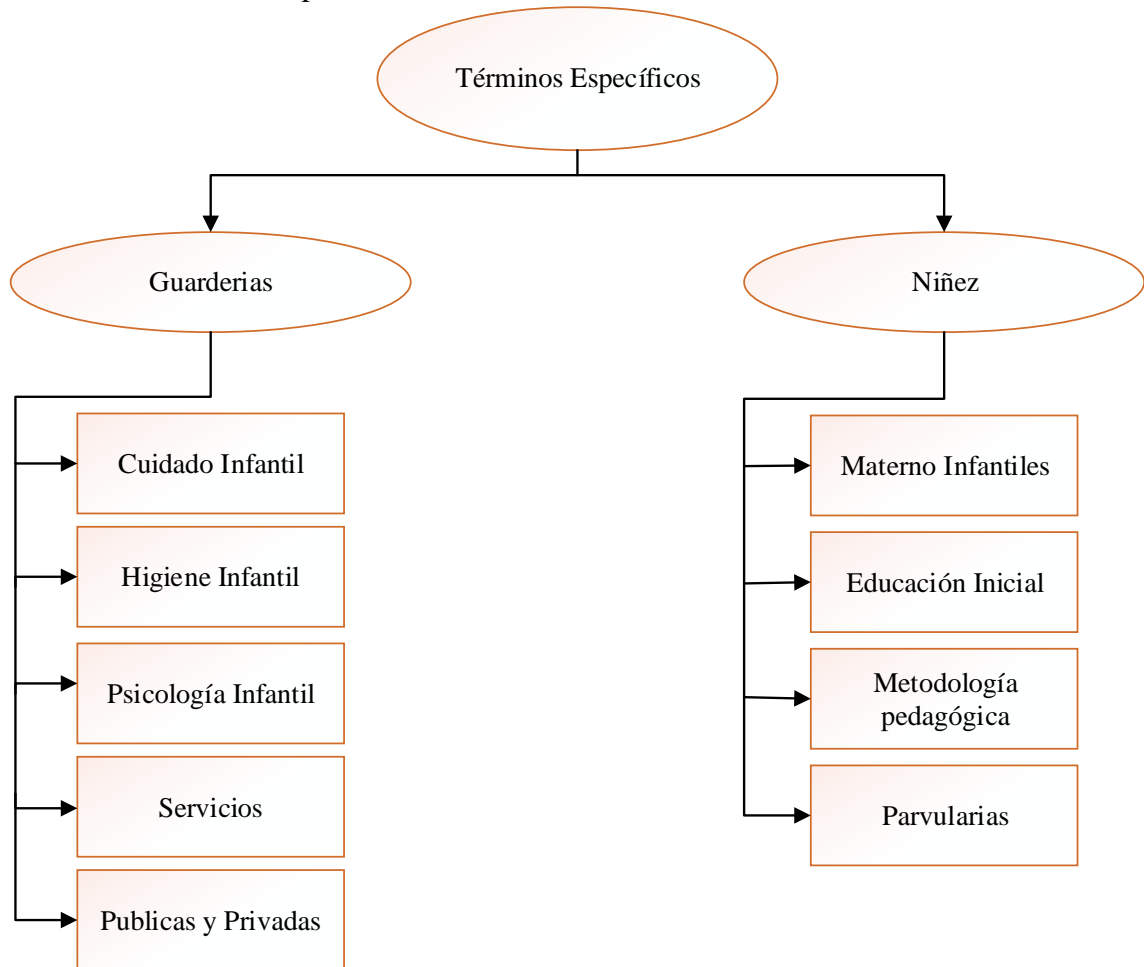 Términos Específicos
Guarderias
Niñez
Cuidado Infantil
Higiene Infantil
Psicología Infantil
Servicios
Publicas y Privadas
Materno Infantiles
Educación Inicial
Metodología
pedagógica
Parvularias